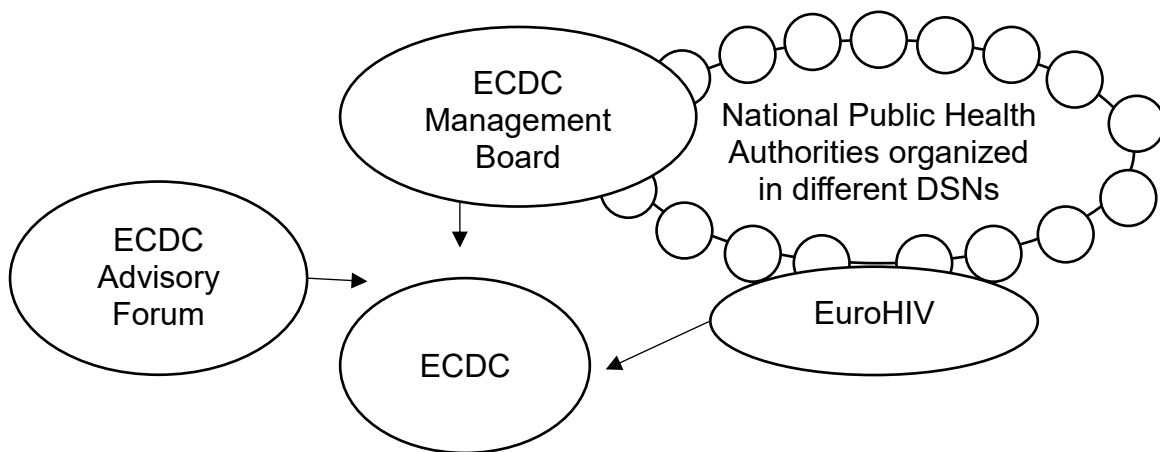 ECDC
Management
Board
National Public Health
Authorities organized
in different DSNs
ECDC
Advisory
Forum
EuroHIV
ECDC